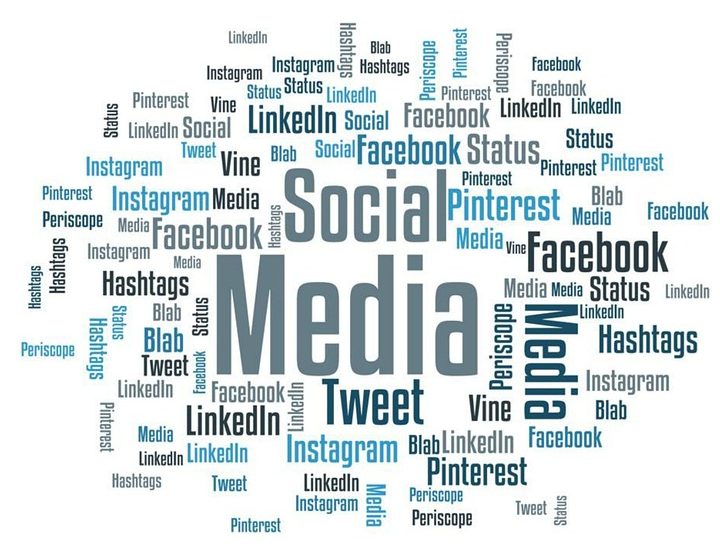 LinkedIn
Hashtags
Blab
Periscope
Pinterest
Periscope
Instagram
Instagram
Hashtags
Facebook
Status
Status
LinkedIn
Pinterest
Facebook
Pinterest
Vine
LinkedIn
LinkedIn
Status
LinkedIn
Social
LinkedIn
Social
Facebook
Tweet
Vine
Blab
Social
Facebook
Status
Status
Instagram
Pinterest
Pinterest
Pinterest
Pinterest
Instagram
Media
Social
Pinterest
Blab
Periscope
Media
Facebook
Hashtags
Media
Facebook
Media
Vine
Facebook
Instagram
Media
Hashtags
Hashtags
Hashtags
Media
Media
Media
Status
LinkedIn
Blab
Status
Status
Hashtags
Periscope
Media
LinkedIn
Hashtags
Periscope
Blab
Tweet
Facebook
Instagram
LinkedIn
Facebook
LinkedIn
Tweet
Vine
Blab
Pinterest
LinkedIn
Media
Instagram
Blab
LinkedIn
Facebook
LinkedIn
LinkedIn
Pinterest
Hashtags
Tweet
LinkedIn
Instagram
Media
Periscope
Periscope
Tweet
Status
Pinterest